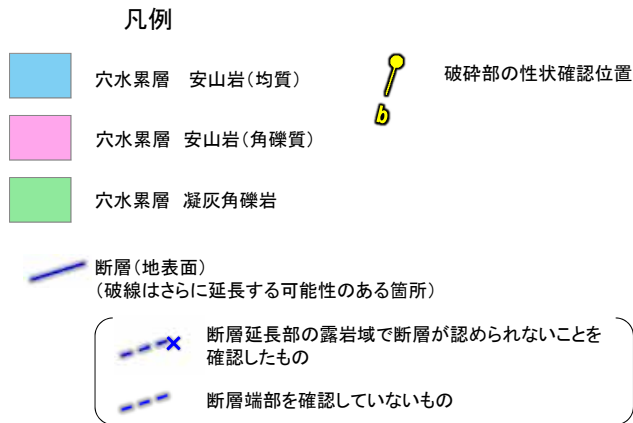 凡例
穴水累層　安山岩（均質）
破砕部の性状確認位置
b
穴水累層　安山岩（角礫質）
穴水累層　凝灰角礫岩
断層（地表面）
（破線はさらに延長する可能性のある箇所）
断層延長部の露岩域で断層が認められないことを
確認したもの
断層端部を確認していないもの